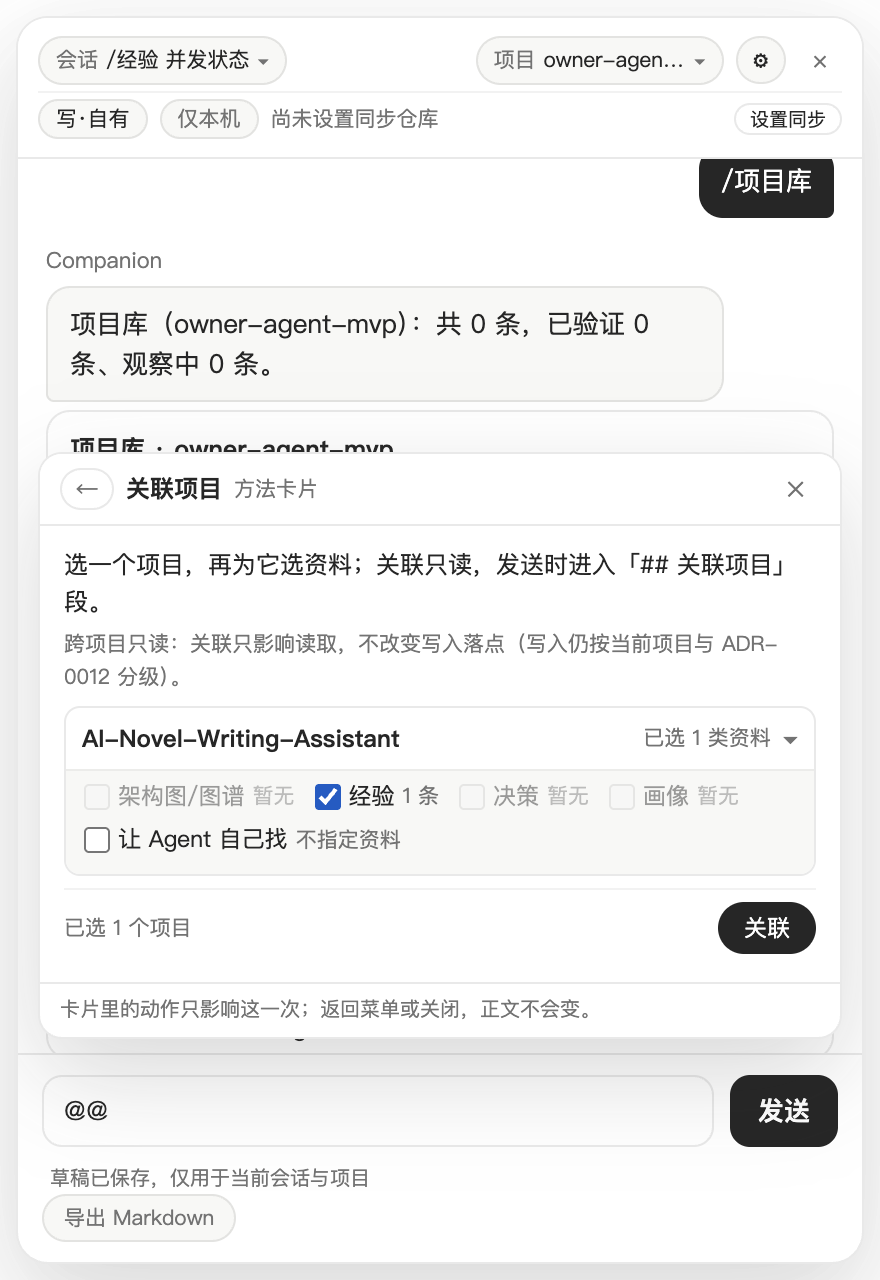 会话 /经验 并发状态
项目 owner-agen...
写·自有 仅本机 尚未设置同步仓库 设置同步
/项目库
Companion
项目库（owner-agent-mvp）：共 0 条，已验证 0
条、观察中 0 条。
项目库 · owner-agent-mvp
← 关联项目 方法卡片
选一个项目，再为它选资料；关联只读，发送时进入「## 关联项目」
段。
跨项目只读：关联只影响读取，不改变写入落点（写入仍按当前项目与 ADR-
0012 分级）。
AI-Novel-Writing-Assistant 已选 1 类资料
架构图/图谱 暂无 经验 1 条 决策 暂无 画像 暂无
让 Agent 自己找 不指定资料
已选 1 个项目 关联
卡片里的动作只影响这一次；返回菜单或关闭，正文不会变。
@@ 发送
草稿已保存，仅用于当前会话与项目
导出 Markdown